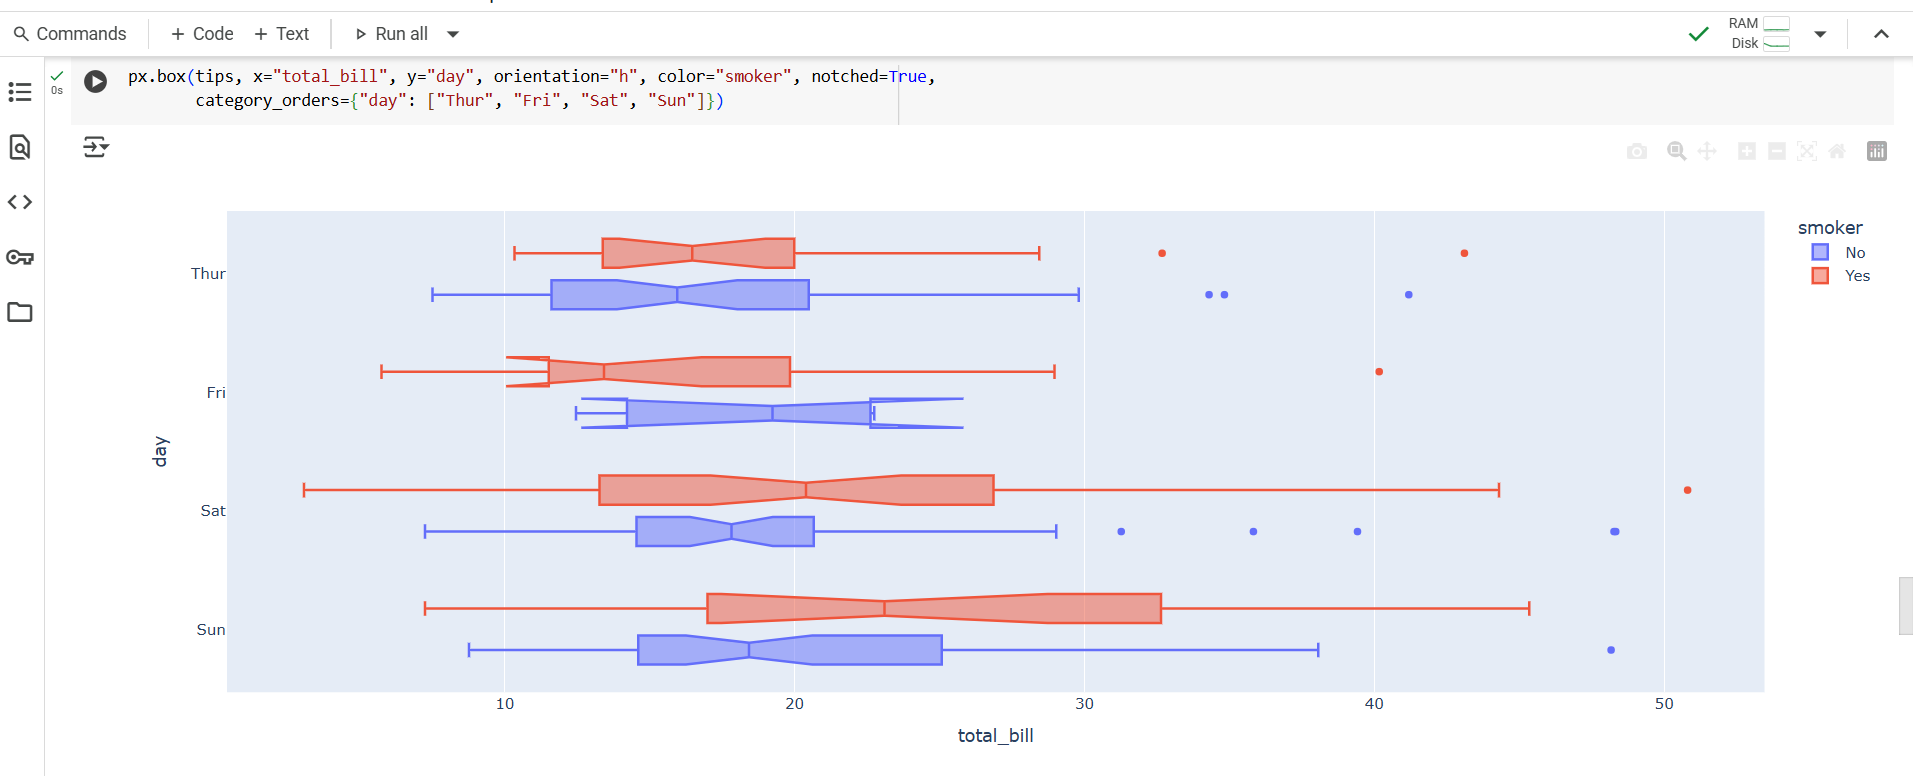 Commands + Code + Text Run all RAM
Disk
0s
px.box(tips, x="total_bill", y="day", orientation="h", color="smoker", notched=True,
category_orders={"day": ["Thur", "Fri", "Sat", "Sun"]})
smoker
No
Yes
Thur
Fri
Sat
Sun
day
10 20 30 40 50
total_bill